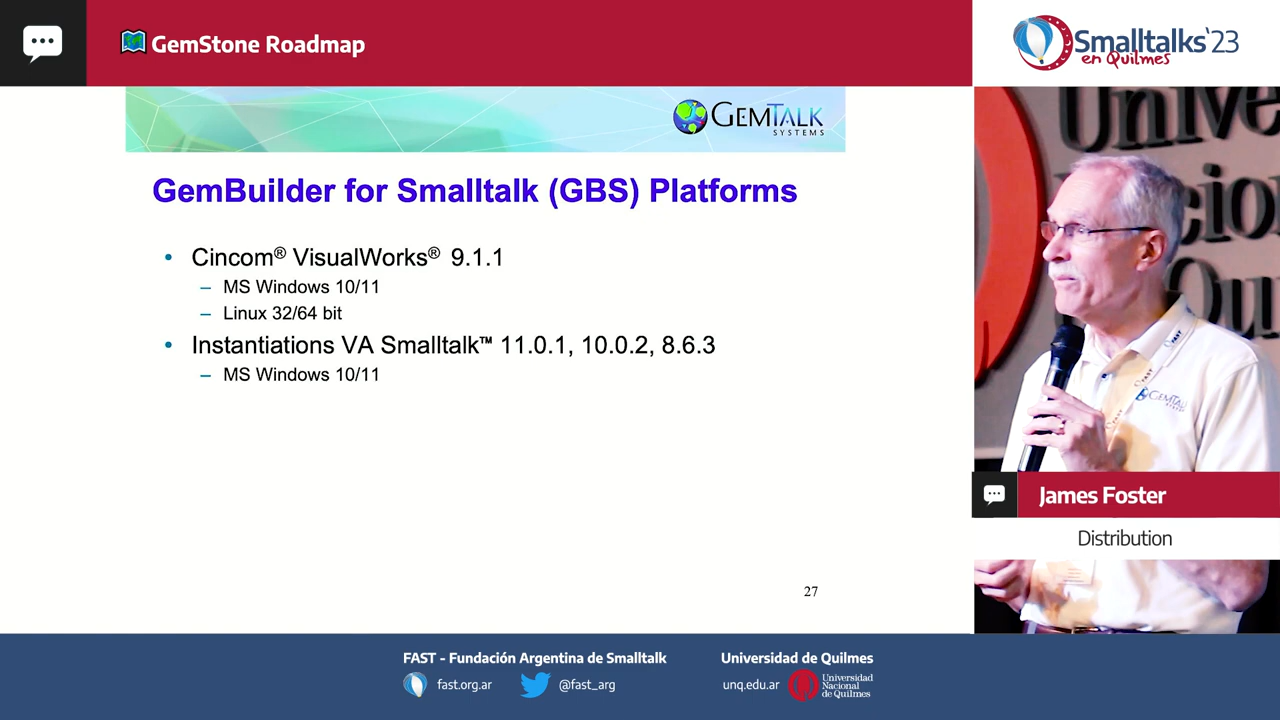 GemStone Roadmap
Smalltalks'23
en Quilmes
GEMTALK
SYSTEMS
GemBuilder for Smalltalk (GBS) Platforms
• Cincom® VisualWorks® 9.1.1
– MS Windows 10/11
– Linux 32/64 bit
• Instantiations VA Smalltalk™ 11.0.1, 10.0.2, 8.6.3
– MS Windows 10/11
27
FAST
FAST
GEMTALK
James Foster
Distribution
FAST - Fundación Argentina de Smalltalk
fast.org.ar
@fast_arg
Universidad de Quilmes
unq.edu.ar
Universidad
Nacional
de Quilmes